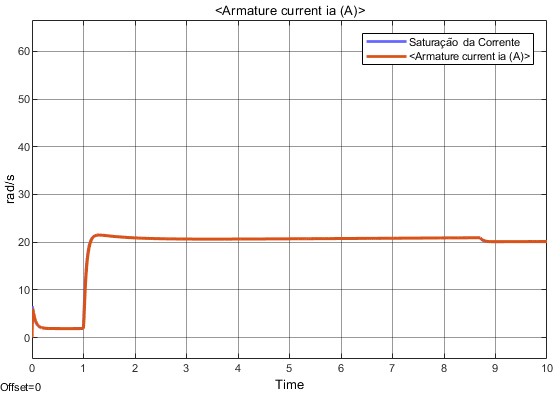 <Armature current ia (A)>
Saturação da Corrente
<Armature current ia (A)>
rad/s
60
50
40
30
20
10
0
0 1 2 3 4 5 6 7 8 9 10
Time
Offset=0